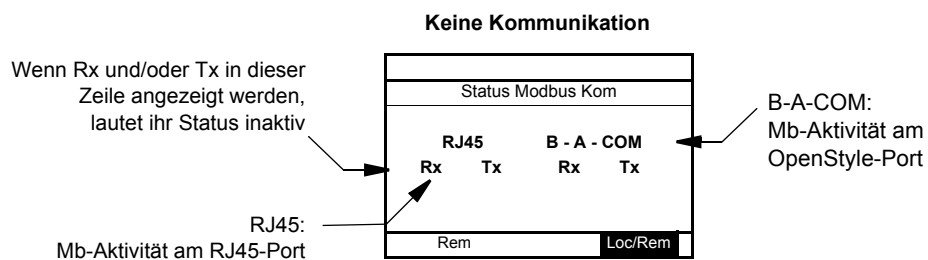 Keine Kommunikation
Wenn Rx und/oder Tx in dieser
Zeile angezeigt werden,
lautet ihr Status inaktiv
Status Modbus Kom
RJ45 B - A - COM
Rx Tx Rx Tx
B-A-COM:
Mb-Aktivität am
OpenStyle-Port
RJ45:
Mb-Aktivität am RJ45-Port
Rem Loc/Rem